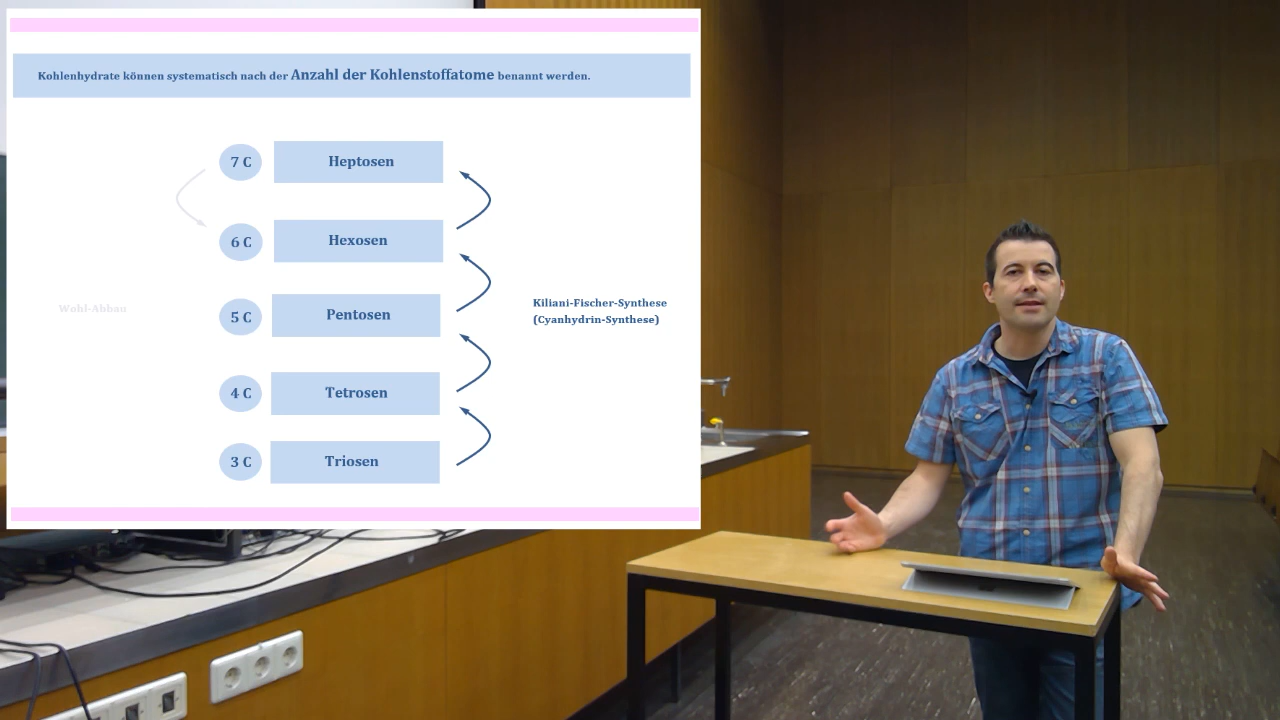 Kohlenhydrate können systematisch nach der Anzahl der Kohlenstoffatome benannt werden.
7 C Heptosen
6 C Hexosen
Wohl-Abbau
5 C Pentosen
Kiliani-Fischer-Synthese
(Cyanhydrin-Synthese)
4 C Tetrosen
3 C Triosen